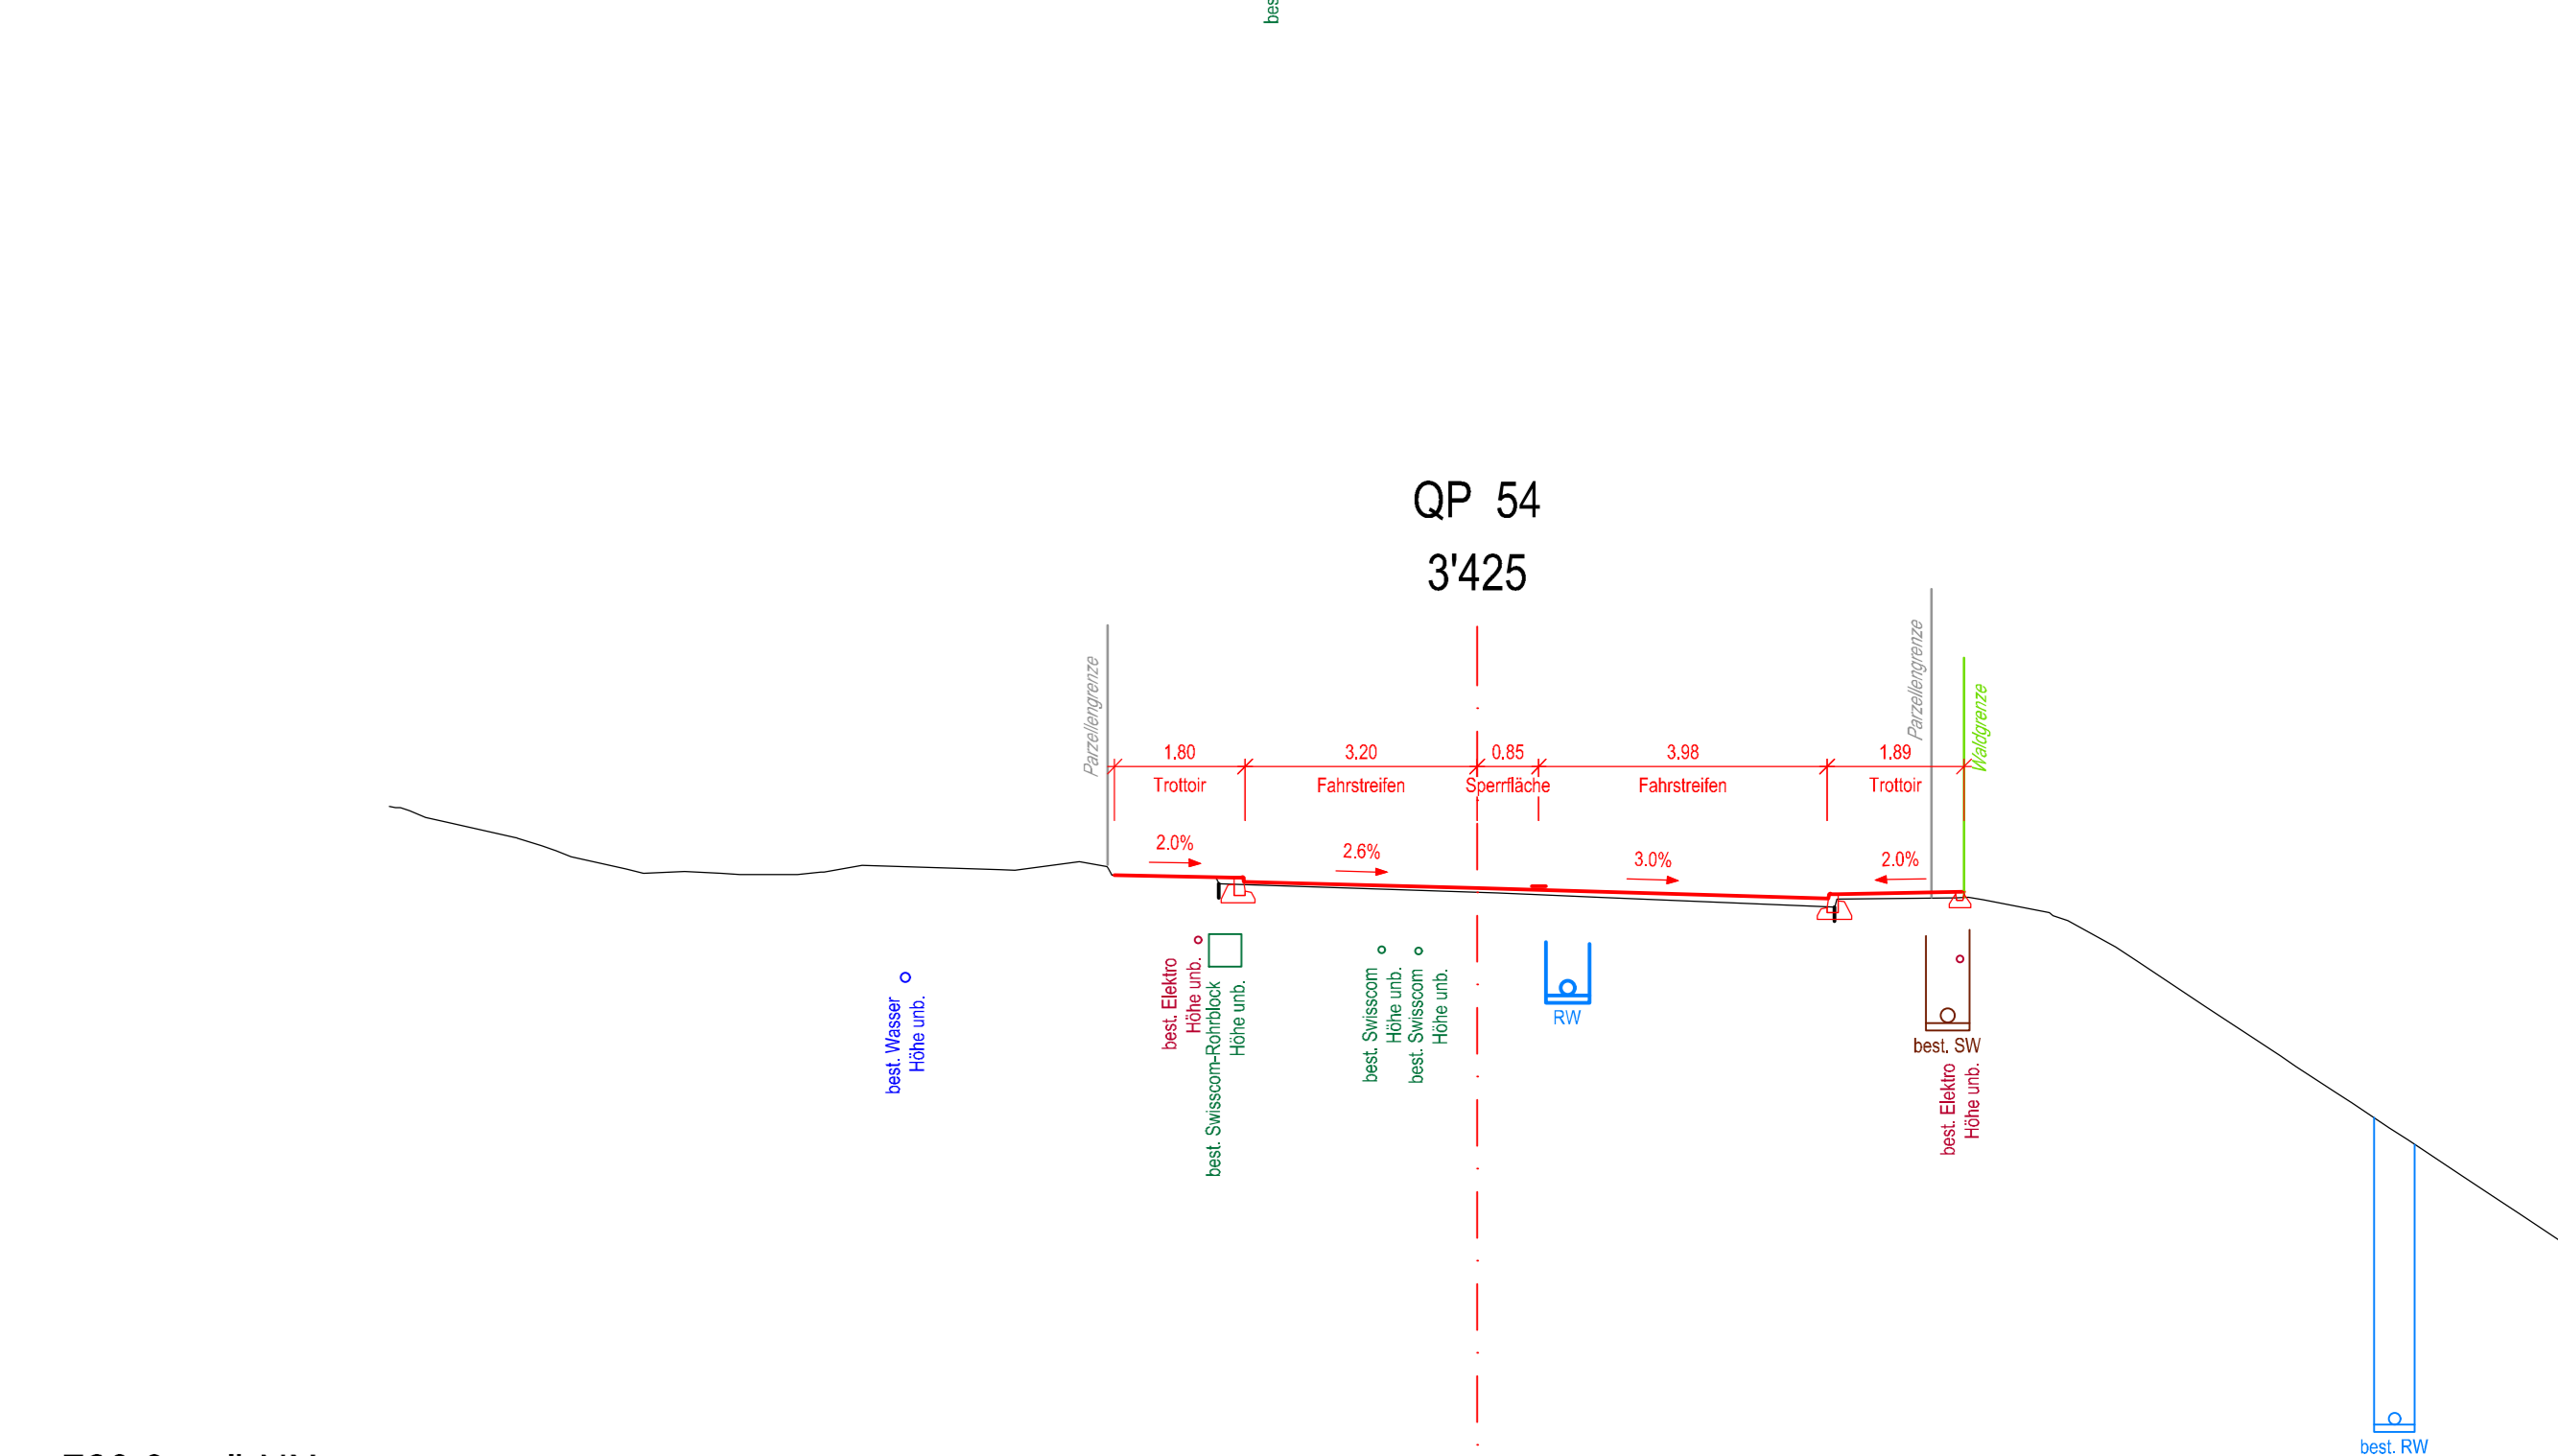 QP 54
3'425
Parzellengrenze
Parzellengrenze
Waldgrenze
1.80
3.20
0.85
3.98
1.89
Trottoir
Fahrstreifen
Sperrfläche
Fahrstreifen
Trottoir
2.0%
2.6%
3.0%
2.0%
best. Wasser
Höhe unb.
best. Elektro
Höhe unb.
best. Swisscom-Rohrblock
Höhe unb.
best. Swisscom
Höhe unb.
best. Swisscom
Höhe unb.
RW
best. SW
best. Elektro
Höhe unb.
best. RW